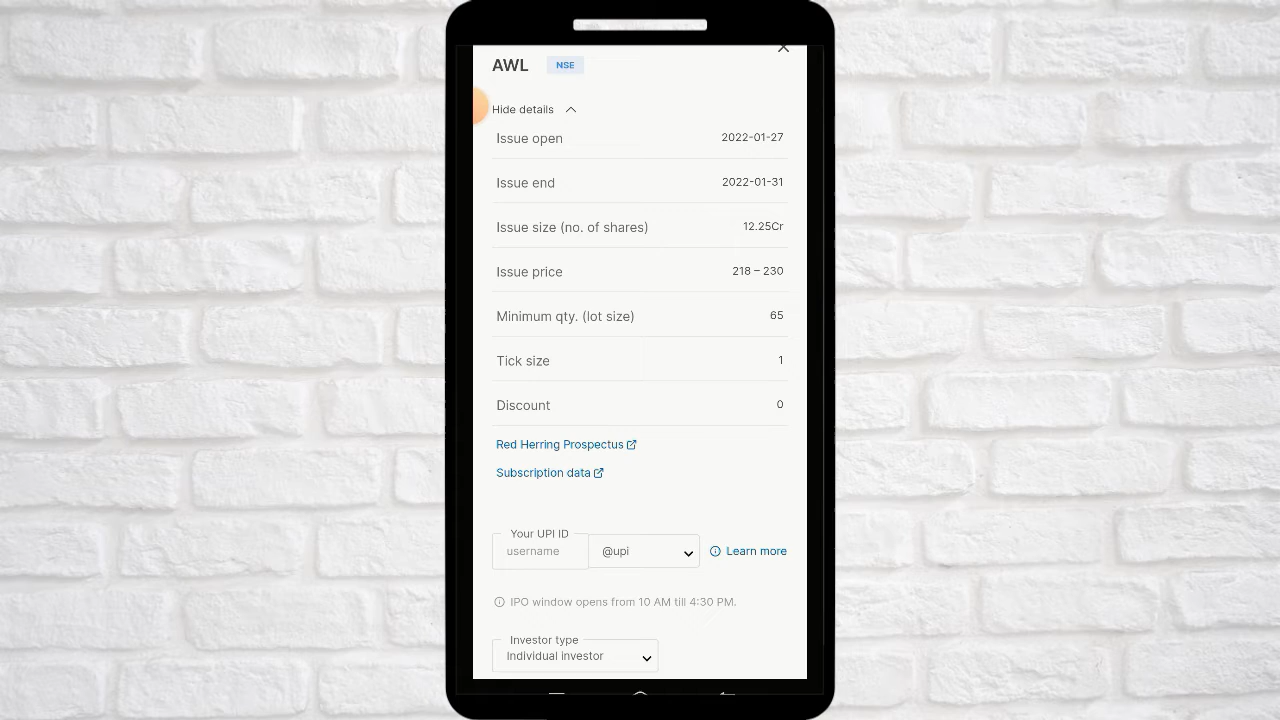 AWL NSE
Hide details
Issue open 2022-01-27
Issue end 2022-01-31
Issue size (no. of shares) 12.25Cr
Issue price 218 – 230
Minimum qty. (lot size) 65
Tick size 1
Discount 0
Red Herring Prospectus
Subscription data
Your UPI ID
username @upi Learn more
IPO window opens from 10 AM till 4:30 PM.
Investor type
Individual investor